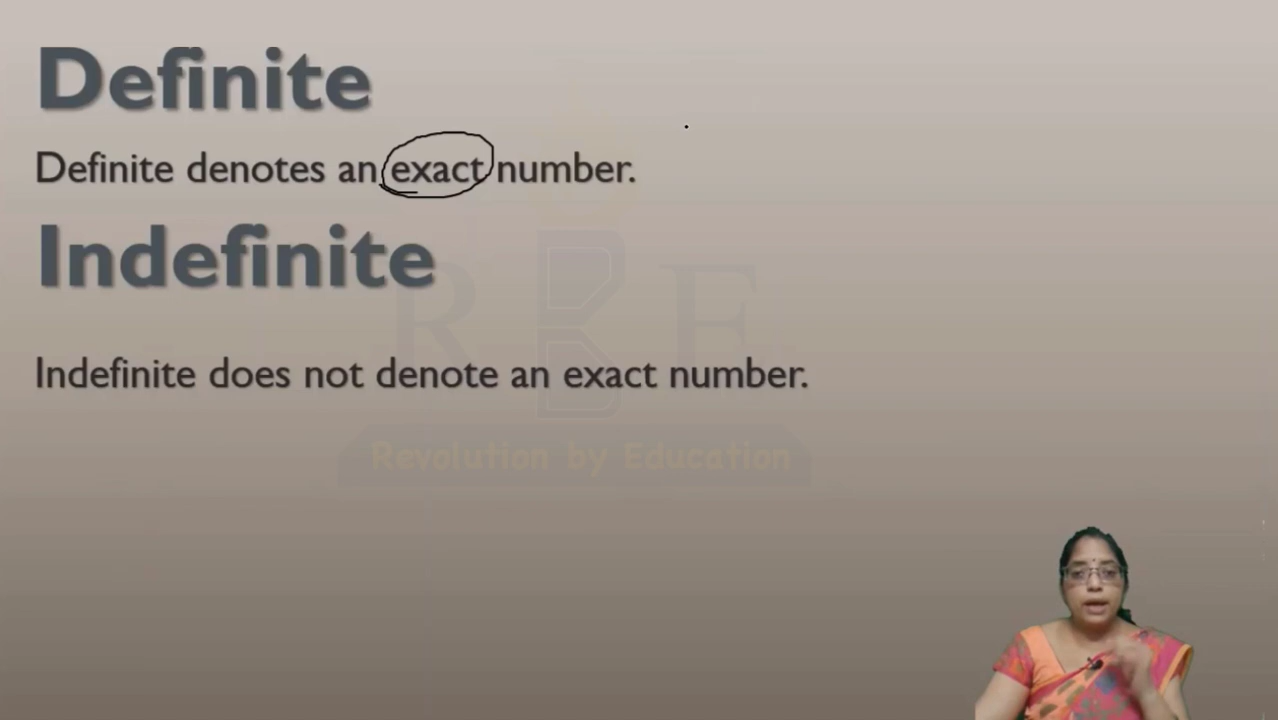 Definite
Definite denotes an exact number.
Indefinite
R B E
Indefinite does not denote an exact number.
Revolution by Education